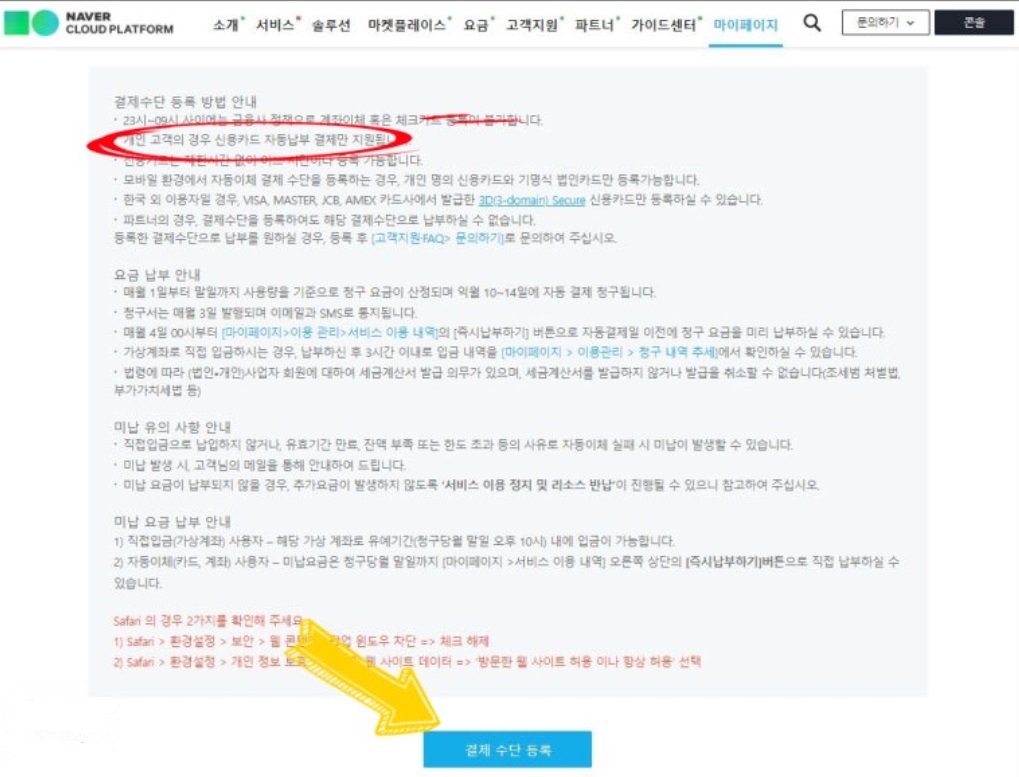 NAVER
CLOUD PLATFORM
소개 서비스 솔루션 마켓플레이스 요금 고객지원 파트너 가이드센터 마이페이지 문의하기 콘솔
결제수단 등록 방법 안내
· 23시~09시 사이에는 금융사 정책으로 계좌이체 혹은 체크카드 등록이 불가합니다.
개인 고객의 경우 신용카드 자동납부 결제만 지원됩니
· 신용카드는 제한시간 없이 어느 시간이나 등록 가능합니다.
· 모바일 환경에서 자동이체 결제 수단을 등록하는 경우, 개인 명의 신용카드와 기명식 법인카드만 등록가능합니다.
· 한국 외 이용자일 경우, VISA, MASTER, JCB, AMEX 카드사에서 발급한 3D(3-domain) Secure 신용카드만 등록하실 수 있습니다.
· 파트너의 경우, 결제수단을 등록하여도 해당 결제수단으로 납부하실 수 없습니다.
등록한 결제수단으로 납부를 원하실 경우, 등록 후 [고객지원-FAQ> 문의하기]로 문의하여 주십시오.
요금 납부 안내
· 매월 1일부터 말일까지 사용량을 기준으로 청구 요금이 산정되며 익월 10~14일에 자동 결제 청구됩니다.
· 청구서는 매월 3일 발행되며 이메일과 SMS로 통지됩니다.
· 매월 4일 00시부터 [마이페이지>이용 관리>서비스 이용 내역]의 [즉시납부하기] 버튼으로 자동결제일 이전에 청구 요금을 미리 납부하실 수 있습니다.
· 가상계좌로 직접 입금하시는 경우, 납부하신 후 3시간 이내로 입금 내역을 [마이페이지 > 이용관리 > 청구 내역 추세]에서 확인하실 수 있습니다.
· 법령에 따라 (법인•개인)사업자 회원에 대하여 세금계산서 발급 의무가 있으며, 세금계산서를 발급하지 않거나 발급을 취소할 수 없습니다(조세범 처벌법,
부가가치세법 등)
미납 유의 사항 안내
· 직접입금으로 납입하지 않거나, 유효기간 만료, 잔액 부족 또는 한도 초과 등의 사유로 자동이체 실패 시 미납이 발생할 수 있습니다.
· 미납 발생 시, 고객님의 메일을 통해 안내하여 드립니다.
· 미납 요금이 납부되지 않을 경우, 추가요금이 발생하지 않도록 '서비스 이용 정지 및 리소스 반납'이 진행될 수 있으니 참고하여 주십시오.
미납 요금 납부 안내
1) 직접입금(가상계좌) 사용자 – 해당 가상 계좌로 유예기간(청구당월 말일 오후 10시) 내에 입금이 가능합니다.
2) 자동이체(카드, 계좌) 사용자 – 미납요금은 청구당월 말일까지 [마이페이지 >서비스 이용 내역] 오른쪽 상단의 [즉시납부하기]버튼으로 직접 납부하실 수
있습니다.
Safari 의 경우 2가지를 확인해 주세요
1) Safari > 환경설정 > 보안 > 웹 콘텐 업 윈도우 차단 => 체크 해제
2) Safari > 환경설정 > 개인 정보 보호 웹 사이트 데이터 => '방문한 웹 사이트 허용 이나 항상 허용' 선택
결제 수단 등록